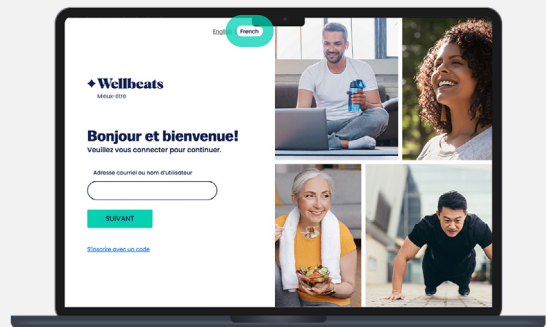 English
French
Wellbeats
Mieux-être
Bonjour et bienvenue!
Veuillez vous connecter pour continuer.
Adresse courriel ou nom d'utilisateur
SUIVANT
S'inscrire avec un code